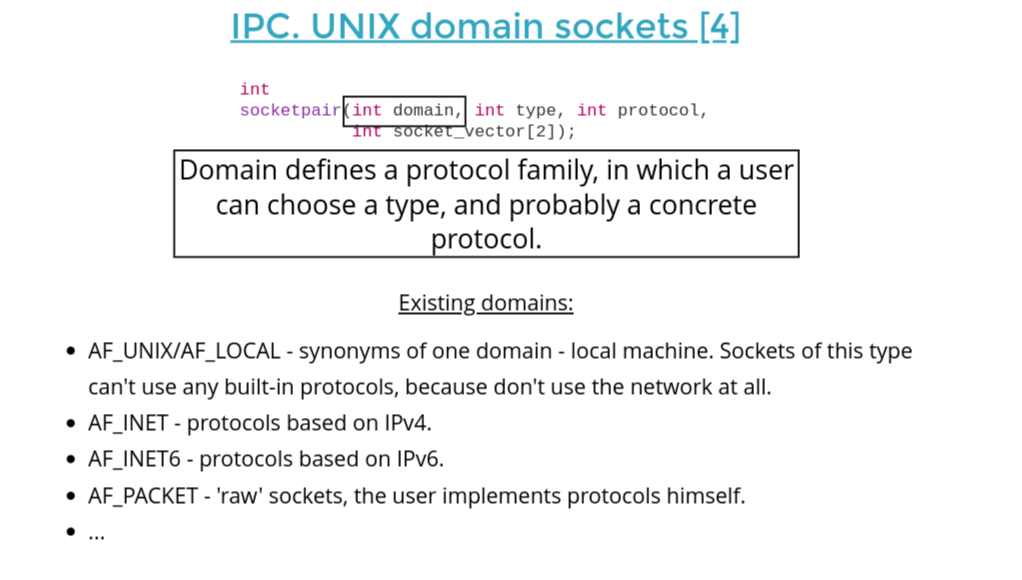 IPC. UNIX domain sockets [4]
int
socketpair(int domain, int type, int protocol,
int socket_vector[2]);
Domain defines a protocol family, in which a user
can choose a type, and probably a concrete
protocol.
Existing domains:
• AF_UNIX/AF_LOCAL - synonyms of one domain - local machine. Sockets of this type
can't use any built-in protocols, because don't use the network at all.
• AF_INET - protocols based on IPv4.
• AF_INET6 - protocols based on IPv6.
• AF_PACKET - 'raw' sockets, the user implements protocols himself.
• ...